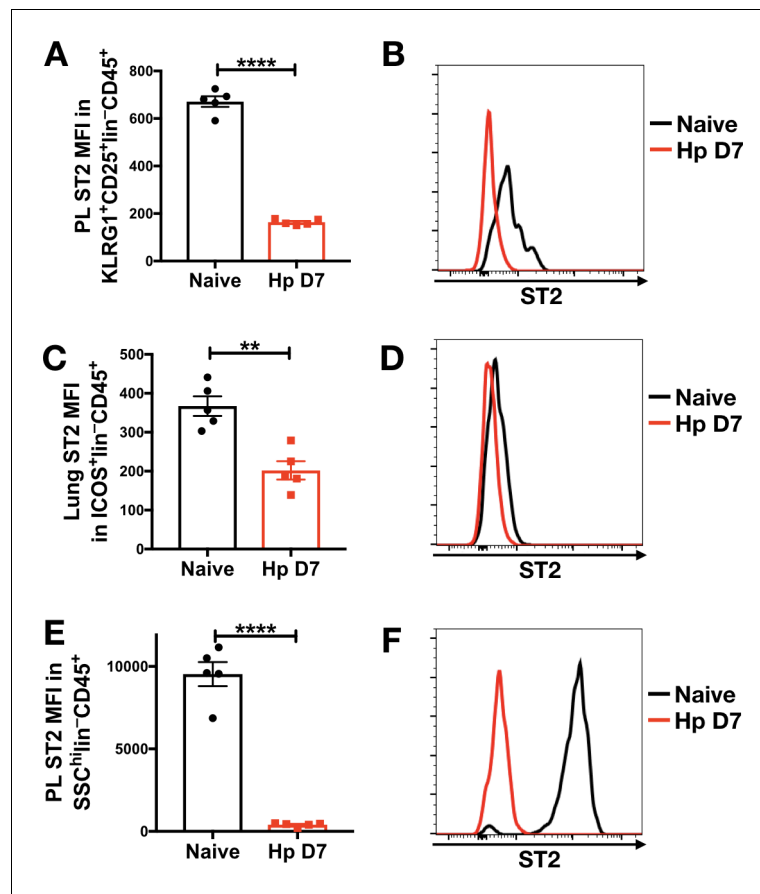 A
PL ST2 MFI in
KLRG1⁺CD25⁺lin⁻CD45⁺
800
600
400
200
0
****
Naive
Hp D7
B
Naive
Hp D7
ST2
C
Lung ST2 MFI
in ICOS⁺lin⁻CD45⁺
500
400
300
200
100
0
**
Naive
Hp D7
D
Naive
Hp D7
ST2
E
PL ST2 MFI in
SSCʰⁱlin⁻CD45⁺
10000
5000
0
****
Naive
Hp D7
F
Naive
Hp D7
ST2